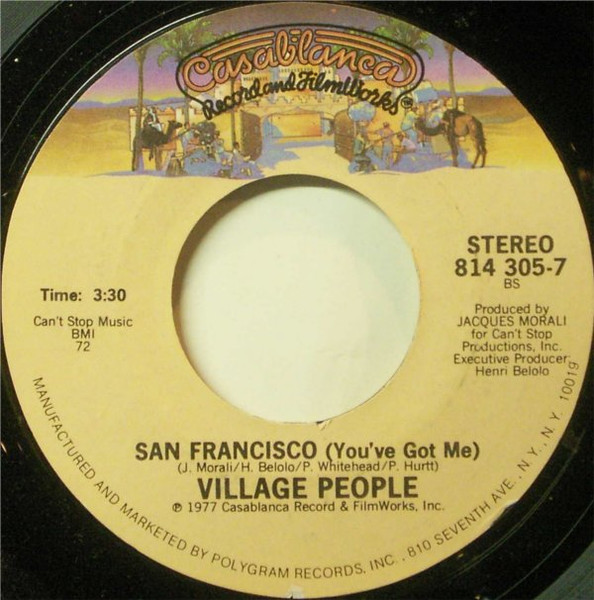 Casablanca
Record and FilmWorks®
STEREO
814 305-7
BS
Time: 3:30
Can't Stop Music
BMI
72
Produced by
JACQUES MORALI
for Can't Stop
Productions, Inc.
Executive Producer:
Henri Belolo
SAN FRANCISCO (You've Got Me)
(J. Morali/H. Belolo/P. Whitehead/P. Hurtt)
VILLAGE PEOPLE
℗ 1977 Casablanca Record & FilmWorks, Inc.
MANUFACTURED AND MARKETED BY POLYGRAM RECORDS, INC., 810 SEVENTH AVE., N.Y., N.Y. 10019